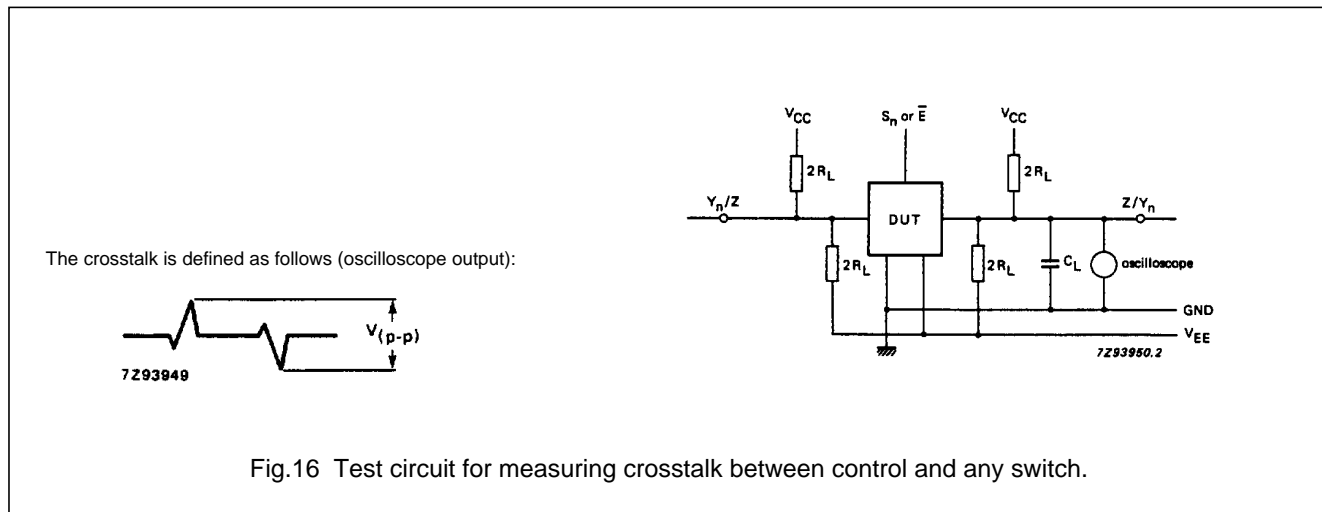 The crosstalk is defined as follows (oscilloscope output):
V(p-p)
7Z93949
VCC
Sn or E̅
VCC
2RL
2RL
Yn/Z
DUT
Z/Yn
2RL
2RL
CL
oscilloscope
GND
VEE
7Z93950.2
Fig.16 Test circuit for measuring crosstalk between control and any switch.